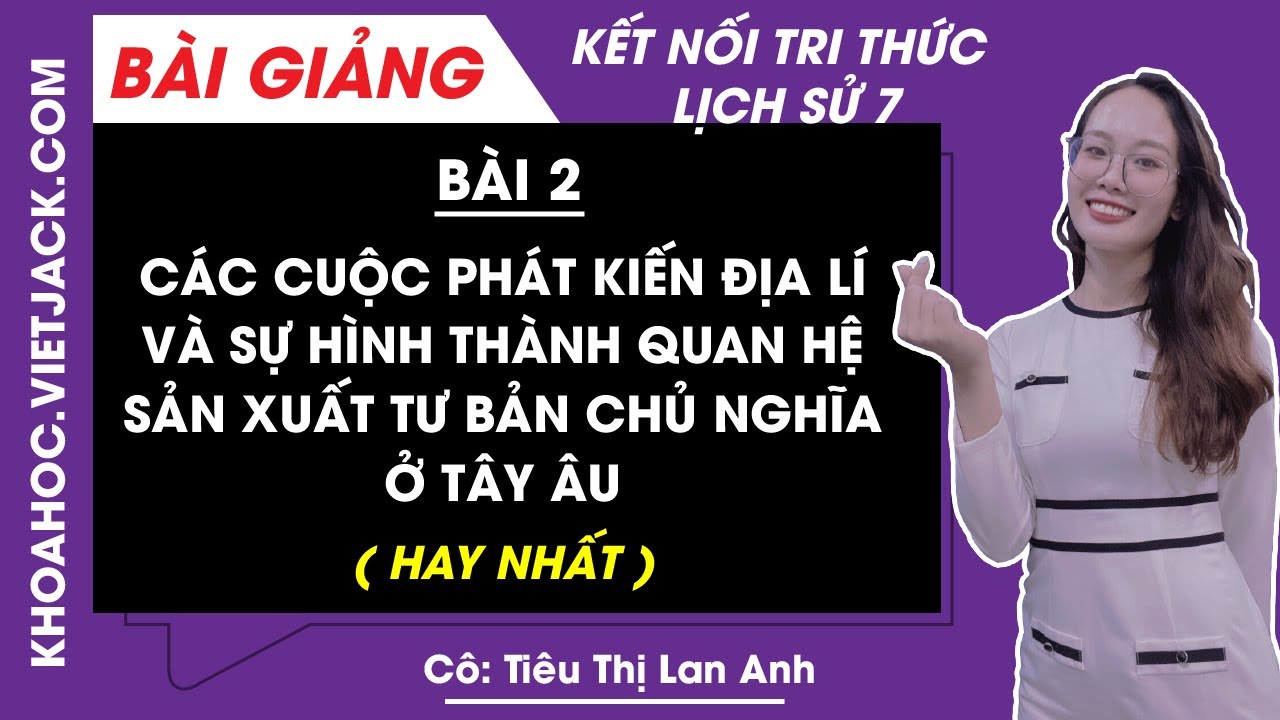 BÀI GIẢNG
KẾT NỐI TRI THỨC
LỊCH SỬ 7
KHOAHOC.VIETJACK.COM
BÀI 2
CÁC CUỘC PHÁT KIẾN ĐỊA LÍ
VÀ SỰ HÌNH THÀNH QUAN HỆ
SẢN XUẤT TƯ BẢN CHỦ NGHĨA
Ở TÂY ÂU
( HAY NHẤT )
Cô: Tiêu Thị Lan Anh